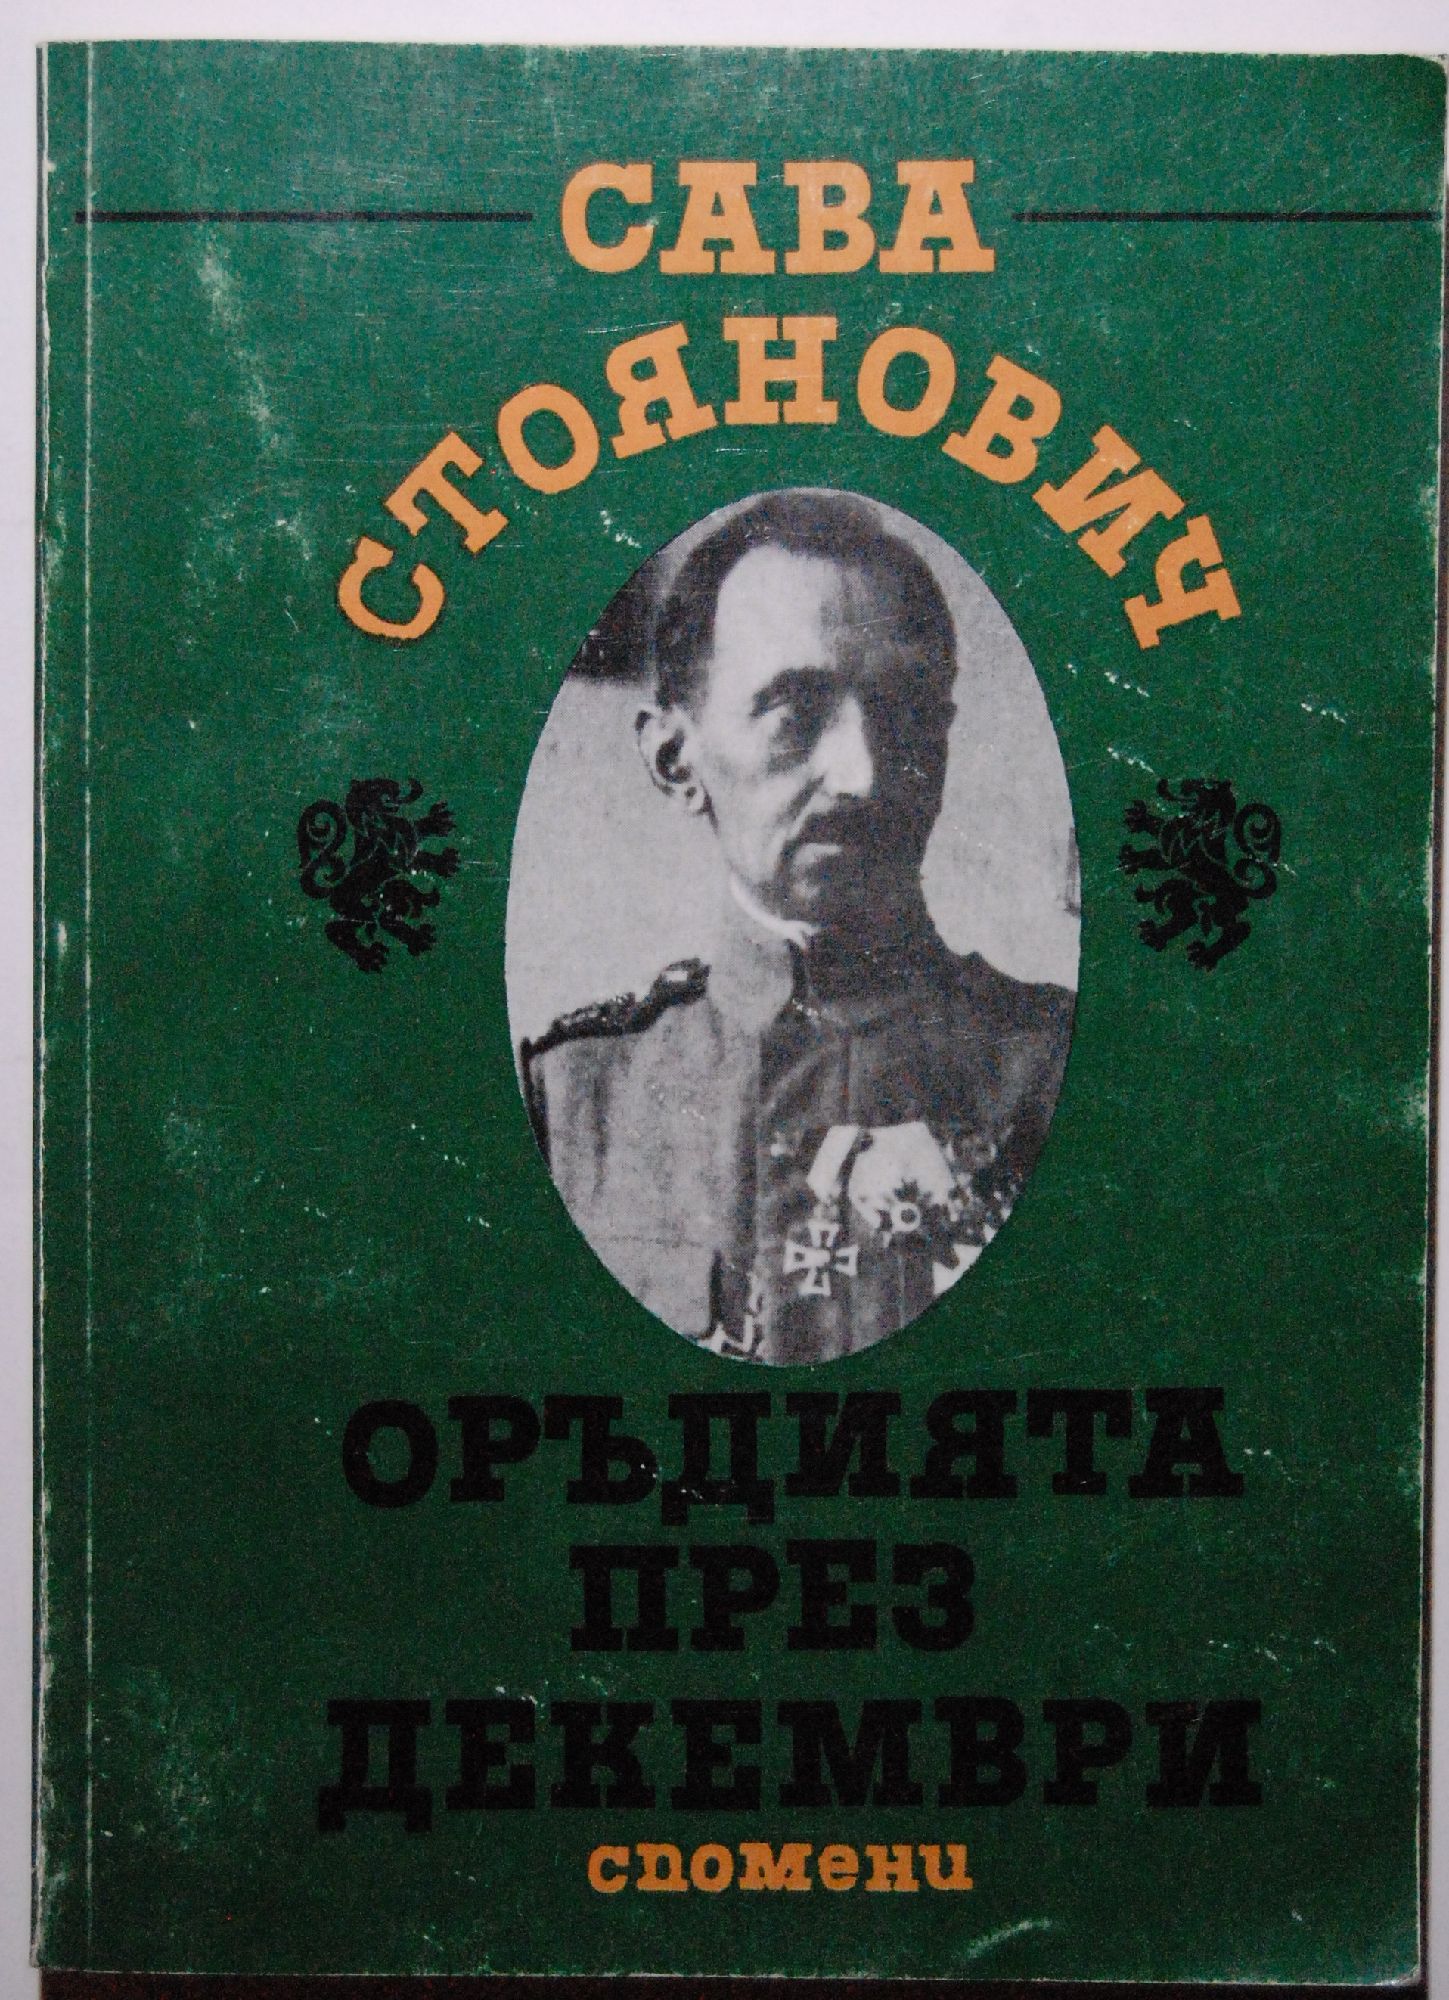 САВА
СТОЯНОВИЧ
ОРЪДИЯТА
ПРЕЗ
ДЕКЕМВРИ
спомени